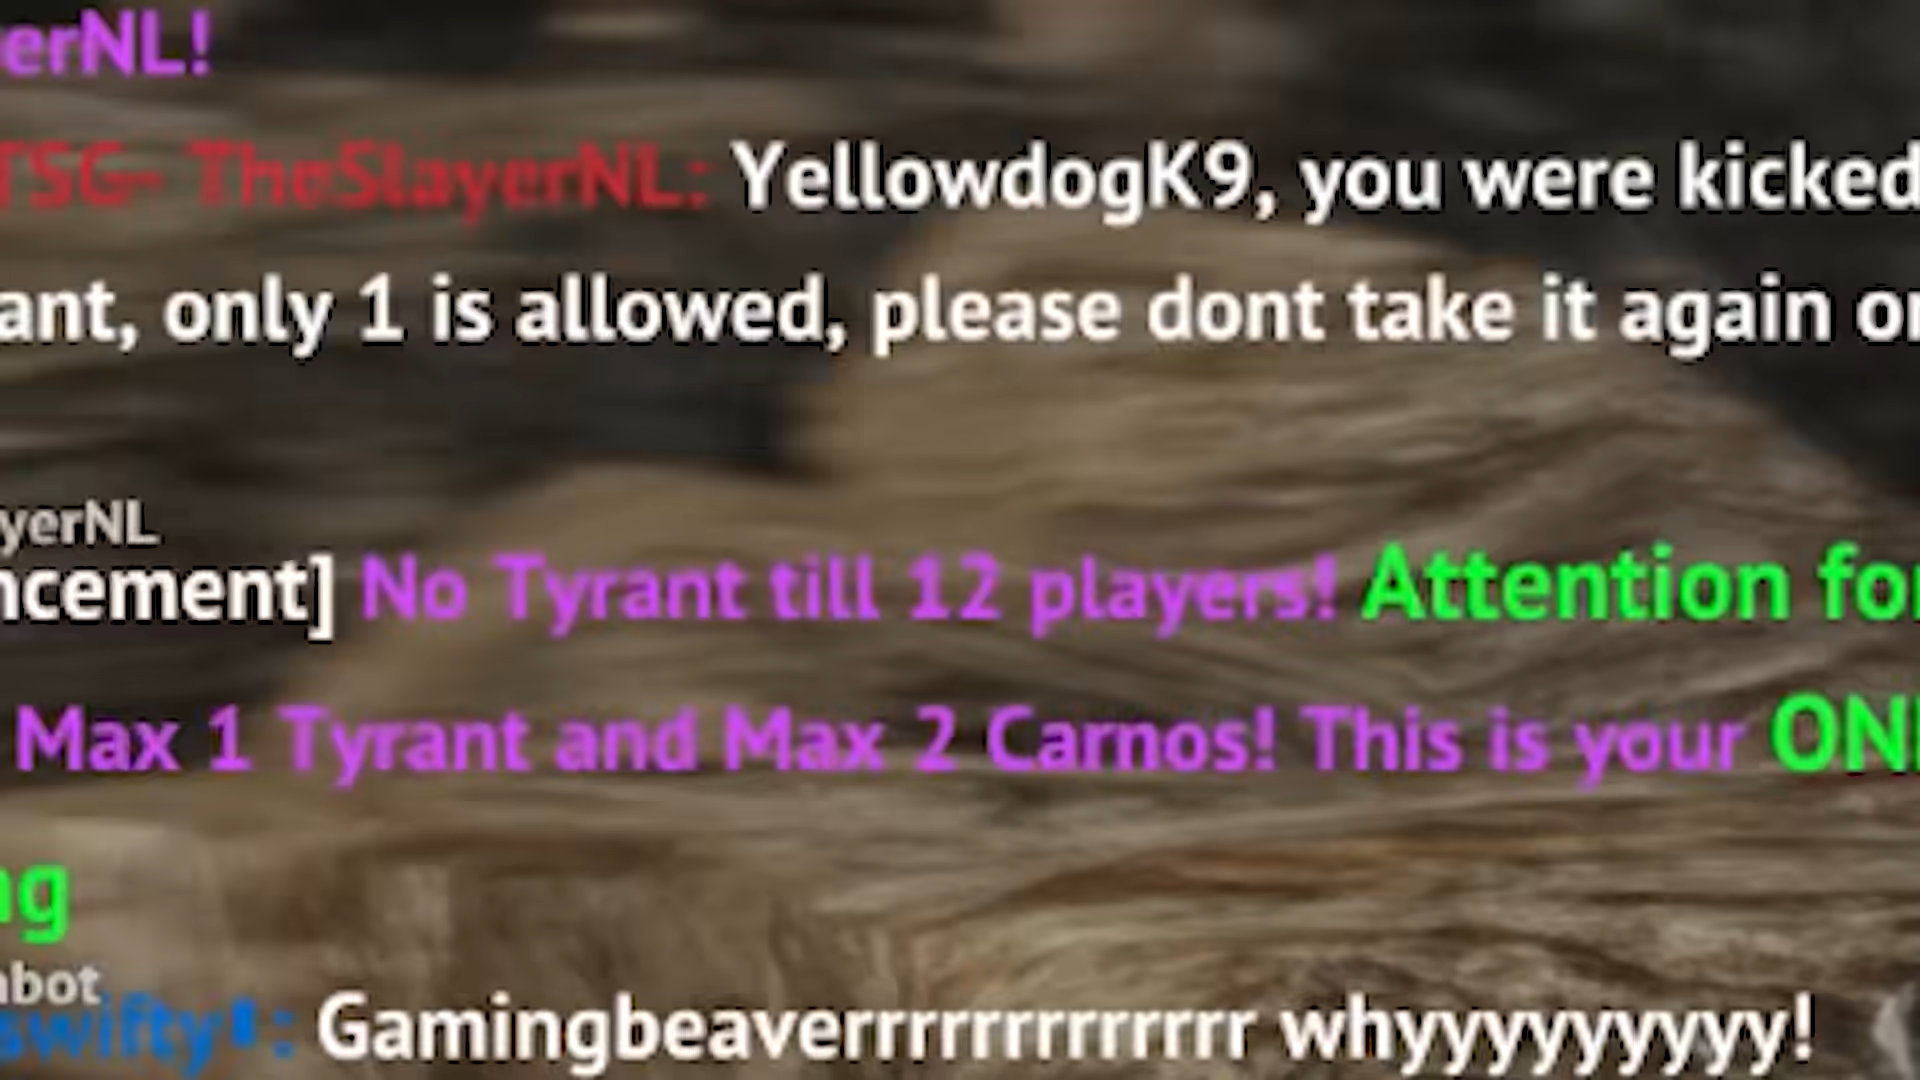 erNL!
TSG- TheSlayerNL: YellowdogK9, you were kicked
ant, only 1 is allowed, please dont take it again or
yerNL
ncement] No Tyrant till 12 players! Attention for
Max 1 Tyrant and Max 2 Carnos! This is your ONL
ng
bot
swifty*: Gamingbeaverrrrrrrrrrrrr whyyyyyyyyy!